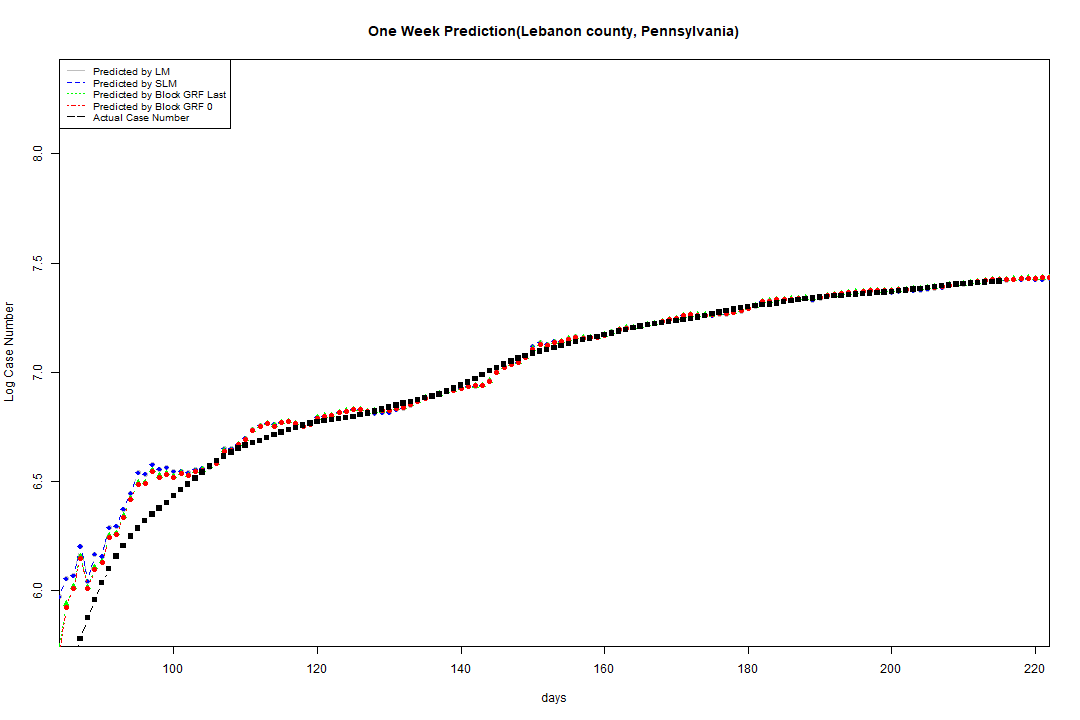 One Week Prediction(Lebanon county, Pennsylvania)
Predicted by LM
Predicted by SLM
Predicted by Block GRF Last
Predicted by Block GRF 0
Actual Case Number
8.0
7.5
7.0
6.5
6.0
Log Case Number
100 120 140 160 180 200 220
days